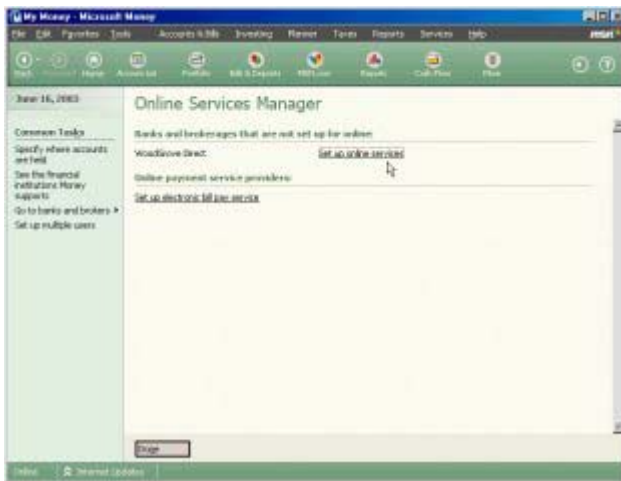 My Money - Microsoft Money
File Edit Favorites Tools Accounts & Bills Investing Planner Taxes Reports Services Help msn
Back Home Account List Portfolio Bills & Deposits MSN.com Reports Cash Flow
June 16, 2003
Online Services Manager
Common Tasks
Specify where accounts are held
See the financial institutions Money supports
Go to banks and brokers
Set up multiple users
Banks and brokerages that are not set up for online:
Woodgrove Direct Set up online services
Online payment service providers:
Set up electronic bill pay service
Online Internet Updates